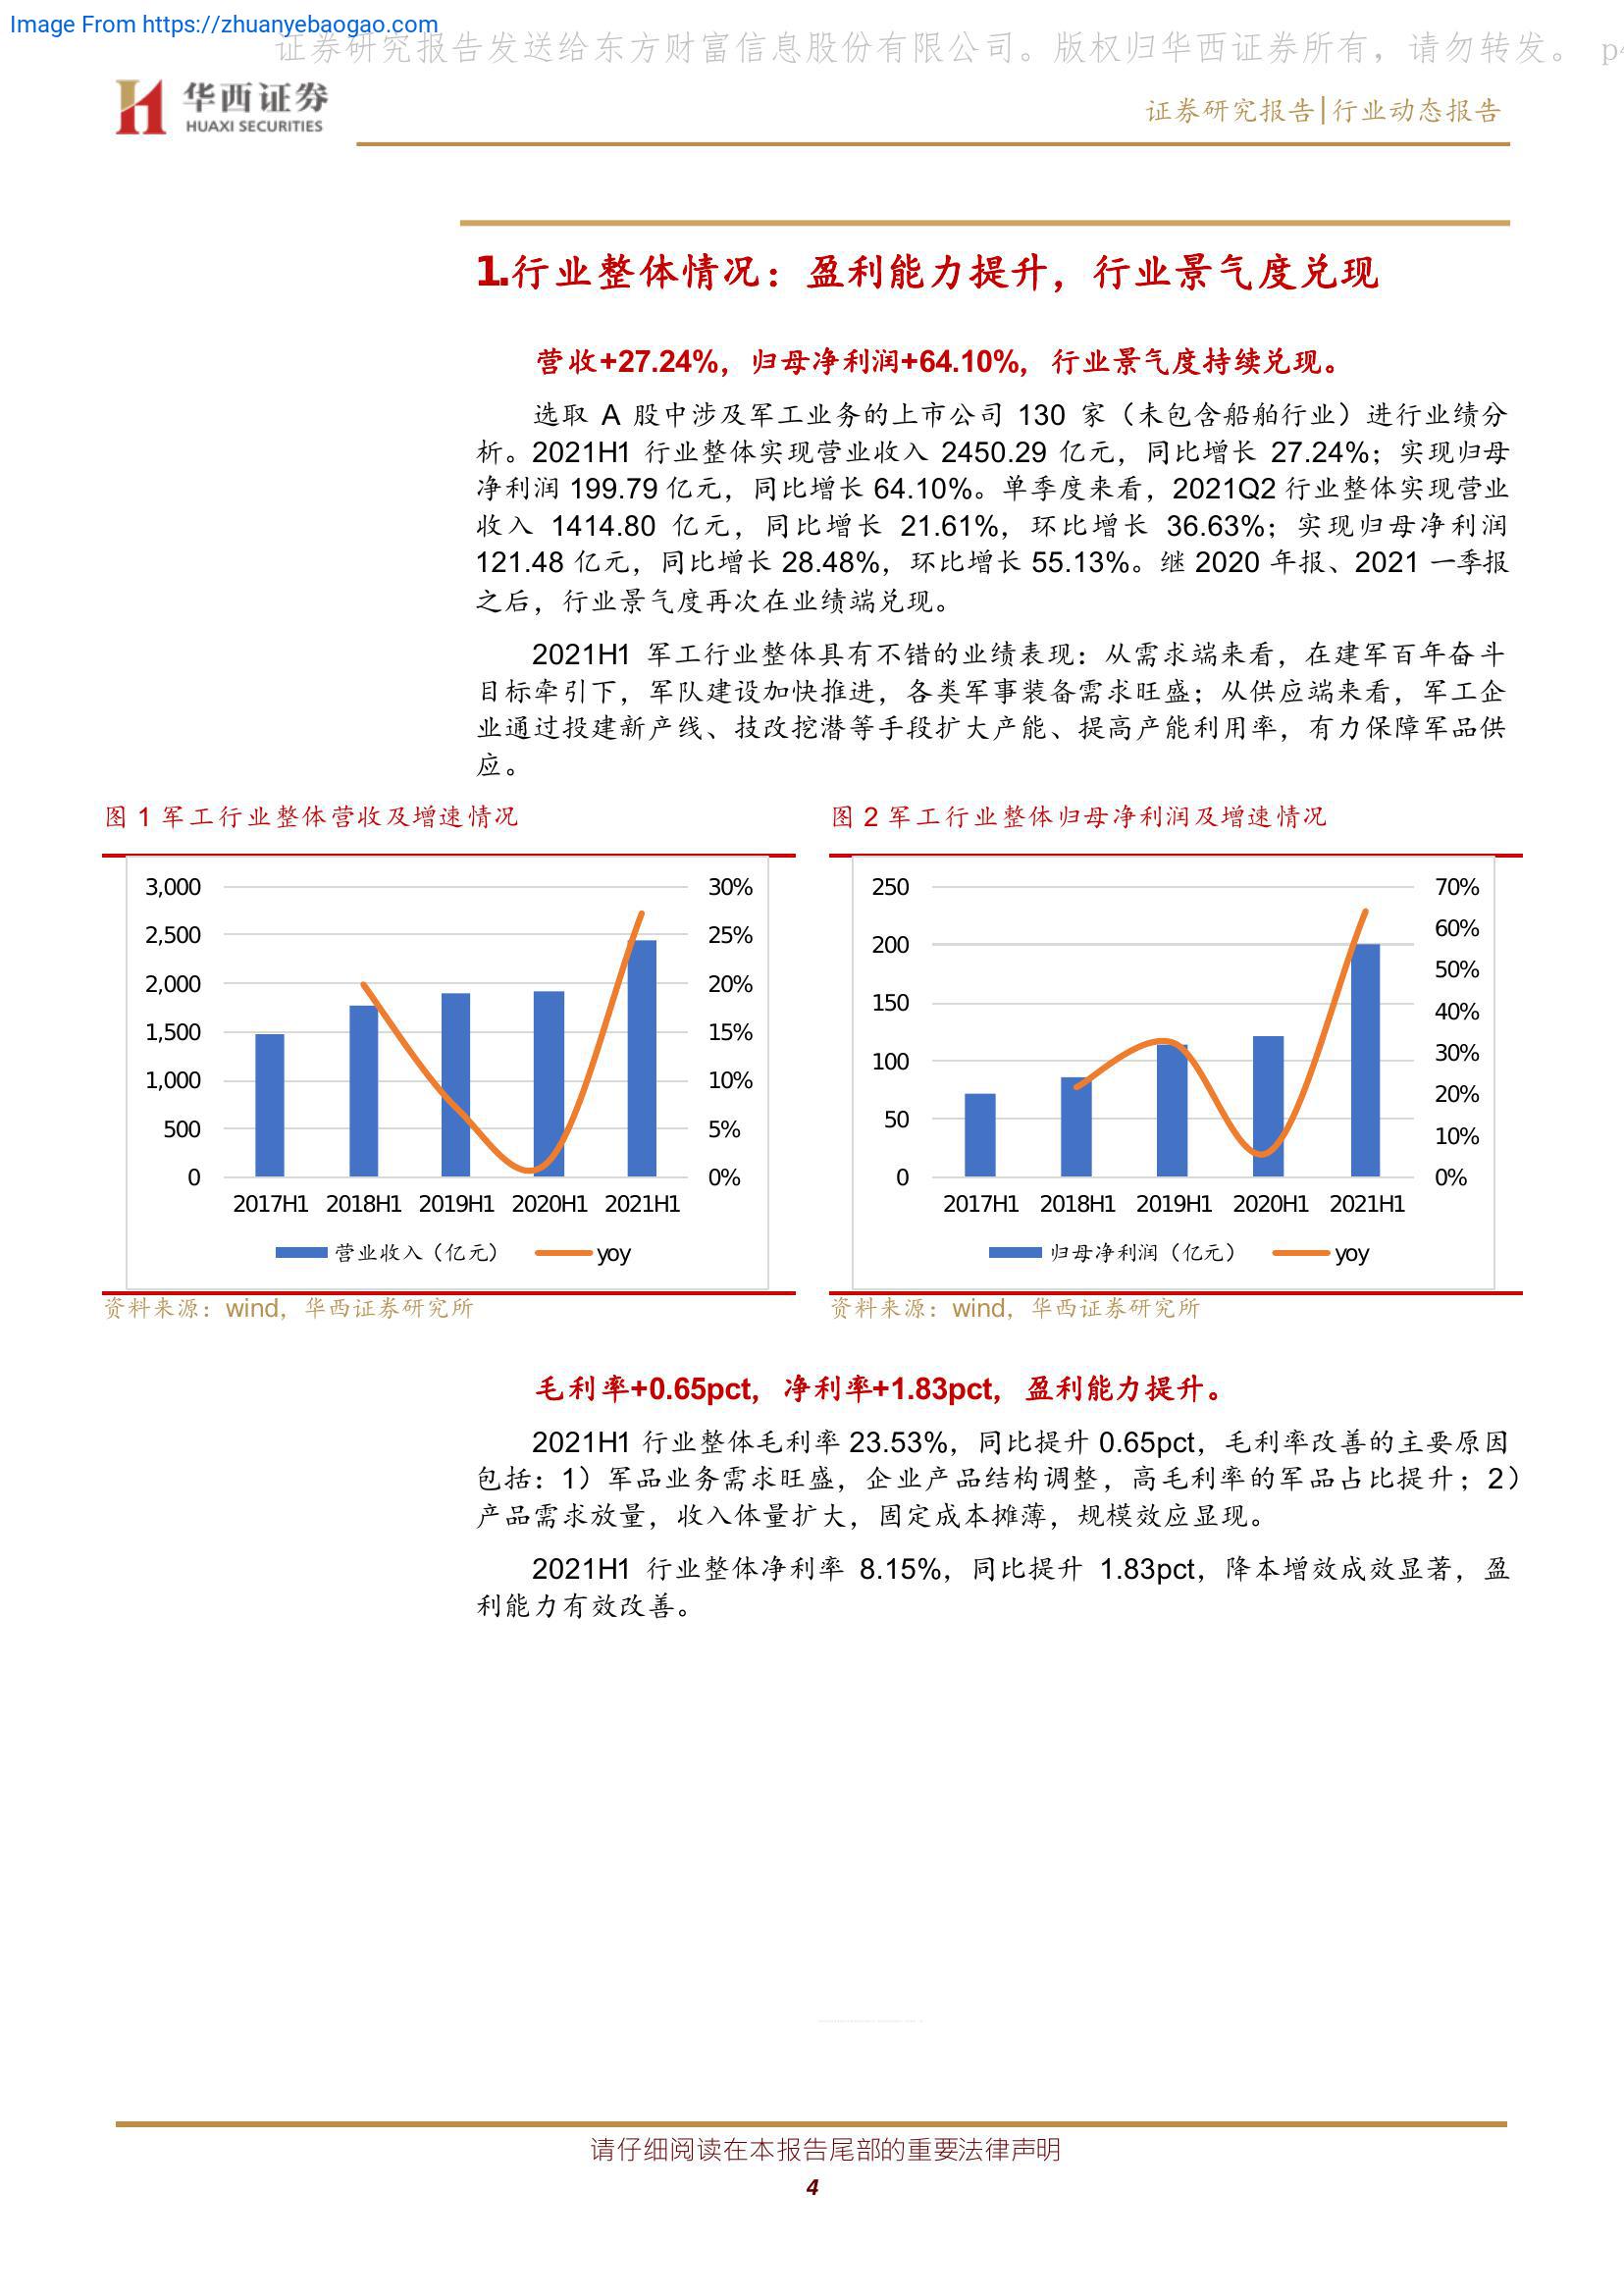 Image From https://zhuanyebaogao.com
证券研究报告发送给东方财富信息股份有限公司。版权归华西证券所有，请勿转发。 p4
华西证券
HUAXI SECURITIES
证券研究报告|行业动态报告
1.行业整体情况：盈利能力提升，行业景气度兑现
营收+27.24%，归母净利润+64.10%，行业景气度持续兑现。
选取 A 股中涉及军工业务的上市公司 130 家（未包含船舶行业）进行业绩分
析。2021H1 行业整体实现营业收入 2450.29 亿元，同比增长 27.24%；实现归母
净利润 199.79 亿元，同比增长 64.10%。单季度来看，2021Q2 行业整体实现营业
收入 1414.80 亿元，同比增长 21.61%，环比增长 36.63%；实现归母净利润
121.48 亿元，同比增长 28.48%，环比增长 55.13%。继 2020 年报、2021 一季报
之后，行业景气度再次在业绩端兑现。
2021H1 军工行业整体具有不错的业绩表现：从需求端来看，在建军百年奋斗
目标牵引下，军队建设加快推进，各类军事装备需求旺盛；从供应端来看，军工企
业通过投建新产线、技改挖潜等手段扩大产能、提高产能利用率，有力保障军品供
应。
图 1 军工行业整体营收及增速情况
3,000
2,500
2,000
1,500
1,000
500
0
30%
25%
20%
15%
10%
5%
0%
2017H1 2018H1 2019H1 2020H1 2021H1
营业收入（亿元） yoy
资料来源：wind，华西证券研究所
图 2 军工行业整体归母净利润及增速情况
250
200
150
100
50
0
70%
60%
50%
40%
30%
20%
10%
0%
2017H1 2018H1 2019H1 2020H1 2021H1
归母净利润（亿元） yoy
资料来源：wind，华西证券研究所
毛利率+0.65pct，净利率+1.83pct，盈利能力提升。
2021H1 行业整体毛利率 23.53%，同比提升 0.65pct，毛利率改善的主要原因
包括：1）军品业务需求旺盛，企业产品结构调整，高毛利率的军品占比提升；2）
产品需求放量，收入体量扩大，固定成本摊薄，规模效应显现。
2021H1 行业整体净利率 8.15%，同比提升 1.83pct，降本增效成效显著，盈
利能力有效改善。
请仔细阅读在本报告尾部的重要法律声明
4